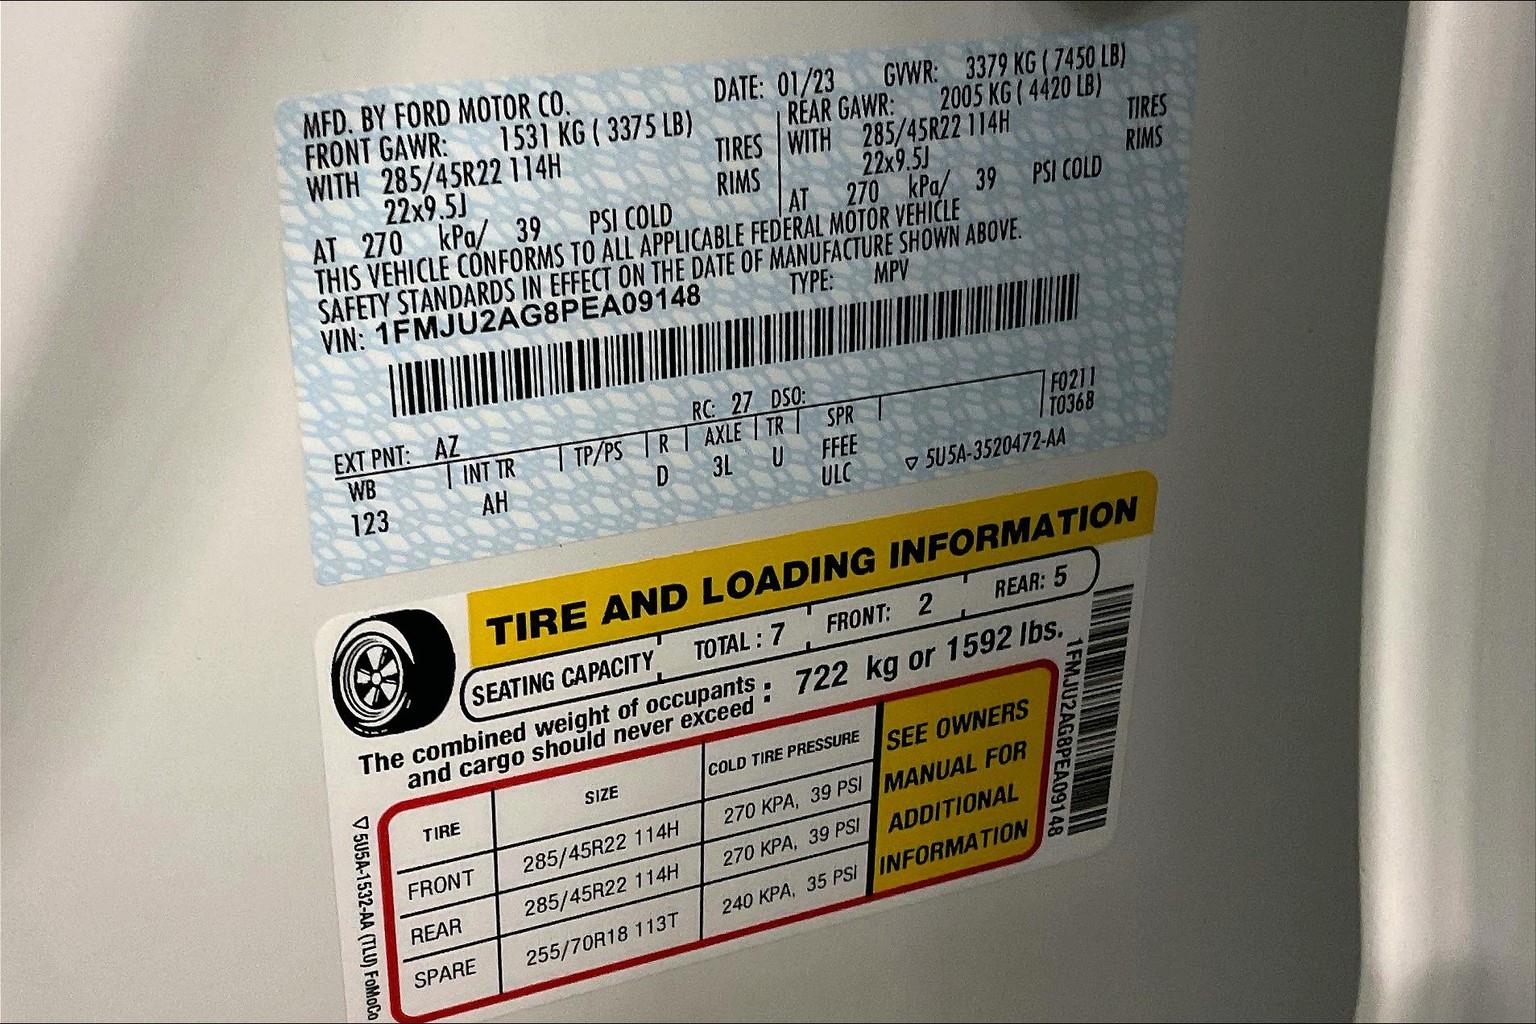 MFD. BY FORD MOTOR CO.
DATE: 01/23 GVWR: 3379 KG ( 7450 LB)
FRONT GAWR: 1531 KG ( 3375 LB)
WITH 285/45R22 114H TIRES
22x9.5J RIMS
AT 270 kPa/ 39 PSI COLD
REAR GAWR: 2005 KG ( 4420 LB)
WITH 285/45R22 114H TIRES
22x9.5J RIMS
AT 270 kPa/ 39 PSI COLD
THIS VEHICLE CONFORMS TO ALL APPLICABLE FEDERAL MOTOR VEHICLE
SAFETY STANDARDS IN EFFECT ON THE DATE OF MANUFACTURE SHOWN ABOVE.
VIN: 1FMJU2AG8PEA09148 TYPE: MPV
EXT PNT: AZ RC: 27 DSO: F0211
T0368
WB INT TR TP/PS R AXLE TR SPR
123 AH D 3L U FFEE
ULC
5U5A-3520472-AA
TIRE AND LOADING INFORMATION
SEATING CAPACITY TOTAL : 7 FRONT: 2 REAR: 5
The combined weight of occupants
and cargo should never exceed : 722 kg or 1592 lbs.
TIRE SIZE COLD TIRE PRESSURE
FRONT 285/45R22 114H 270 KPA, 39 PSI
REAR 285/45R22 114H 270 KPA, 39 PSI
SPARE 255/70R18 113T 240 KPA, 35 PSI
SEE OWNERS
MANUAL FOR
ADDITIONAL
INFORMATION
1FMJU2AG8PEA09148
5U5A-1532-AA (TLU) FoMoCo